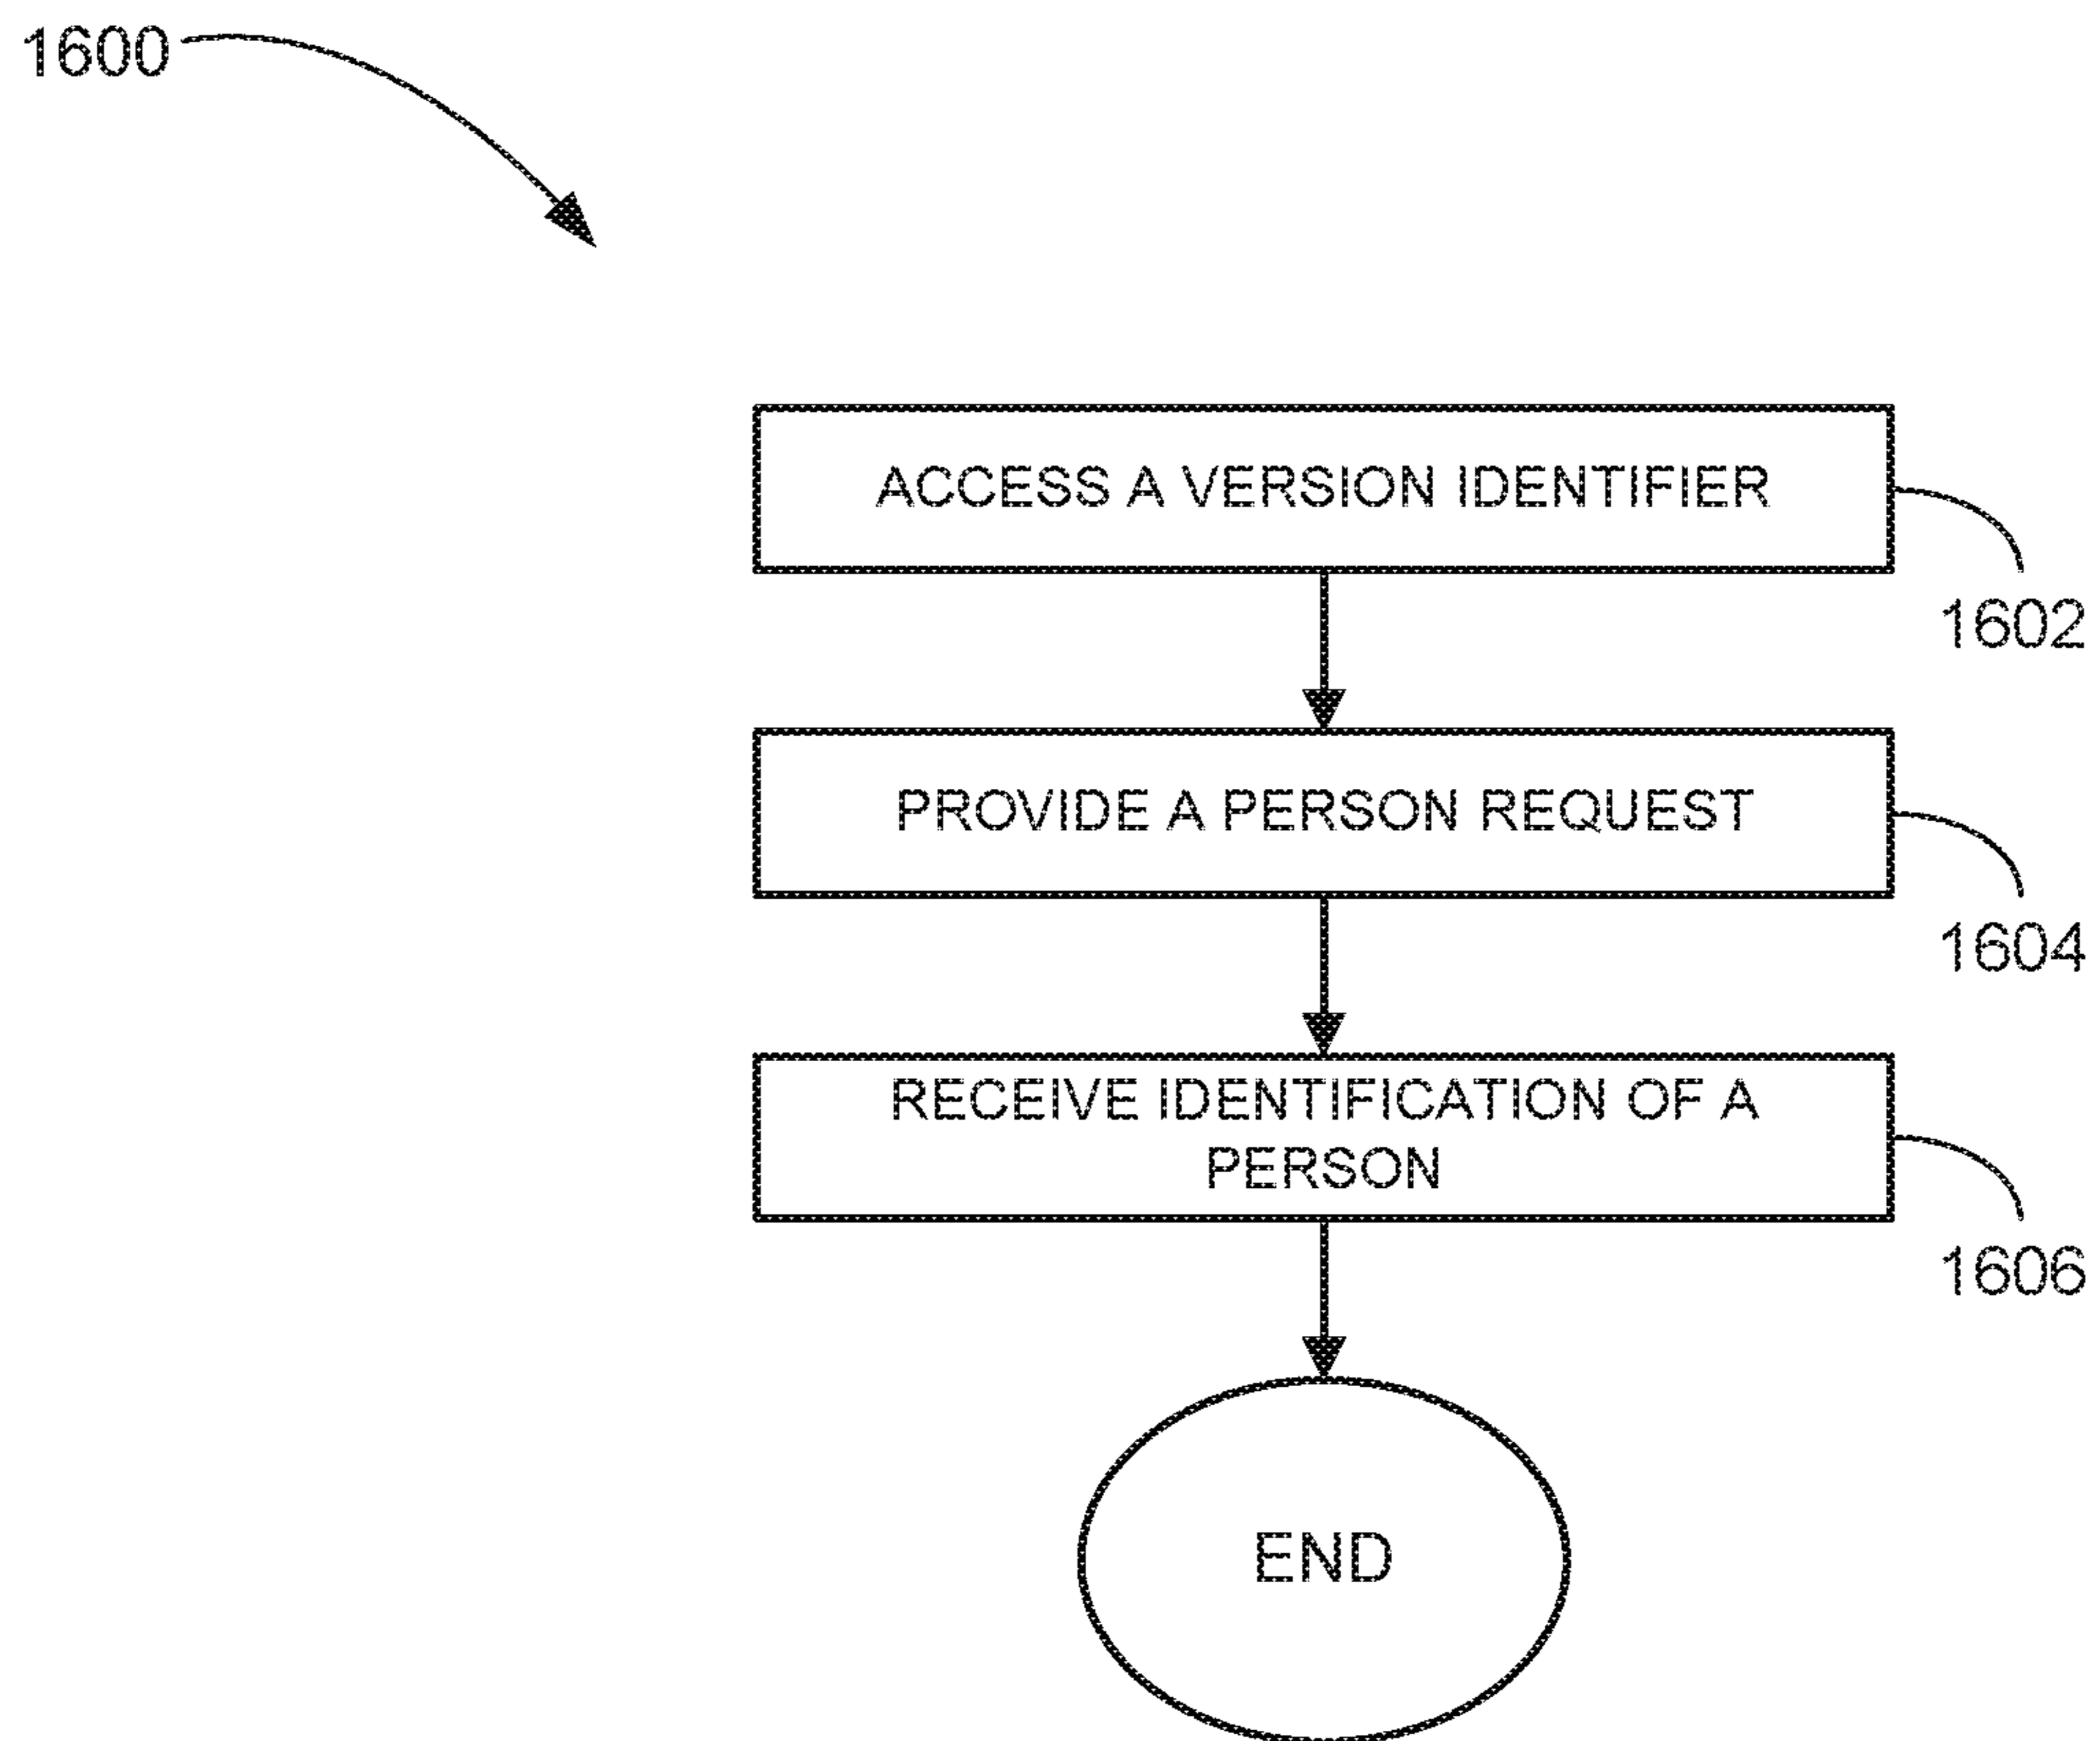 1600
ACCESS A VERSION IDENTIFIER
1602
PROVIDE A PERSON REQUEST
1604
RECEIVE IDENTIFICATION OF A
PERSON
1606
END